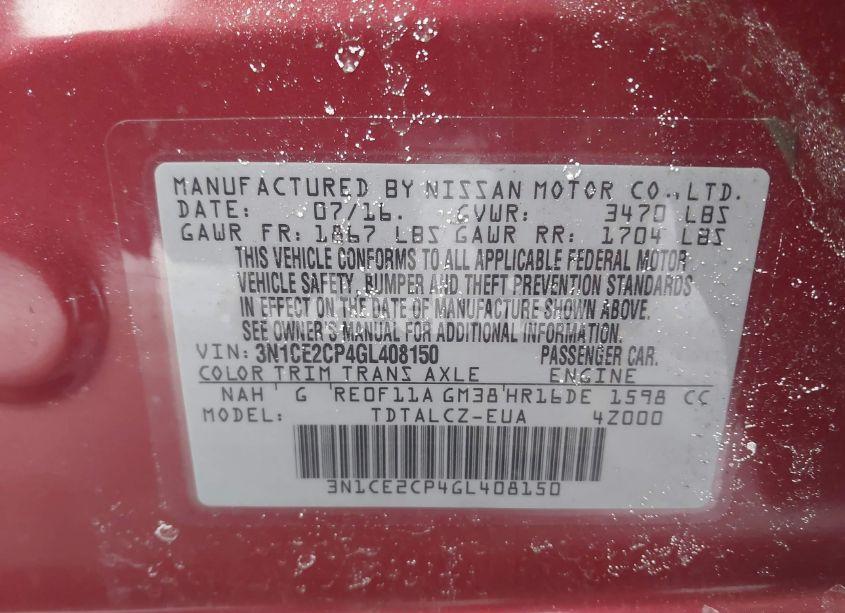 MANUFACTURED BY NISSAN MOTOR CO.,LTD.
DATE: 07/16. GVWR: 3470 LBS
GAWR FR: 1867 LBS GAWR RR: 1704 LBS
THIS VEHICLE CONFORMS TO ALL APPLICABLE FEDERAL MOTOR
VEHICLE SAFETY, BUMPER AND THEFT PREVENTION STANDARDS
IN EFFECT ON THE DATE OF MANUFACTURE SHOWN ABOVE.
SEE OWNER'S MANUAL FOR ADDITIONAL INFORMATION
VIN: 3N1CE2CP4GL408150 PASSENGER CAR.
COLOR TRIM TRANS AXLE ENGINE
NAH G RE0F11A GM38 HR16DE 1598 CC
MODEL: TDTALCZ-EUA 4Z000
3N1CE2CP4GL408150